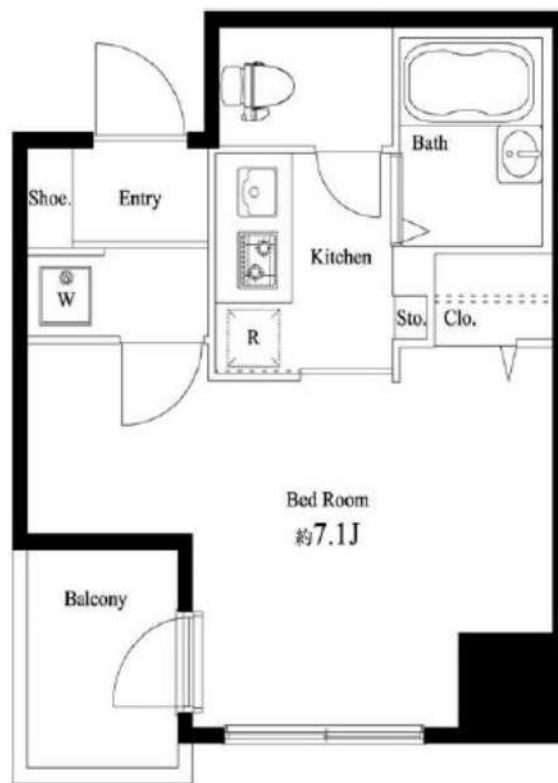 Bath
Shoe.
Entry
Kitchen
W
R
Sto.
Clo.
Bed Room
約7.1J
Balcony